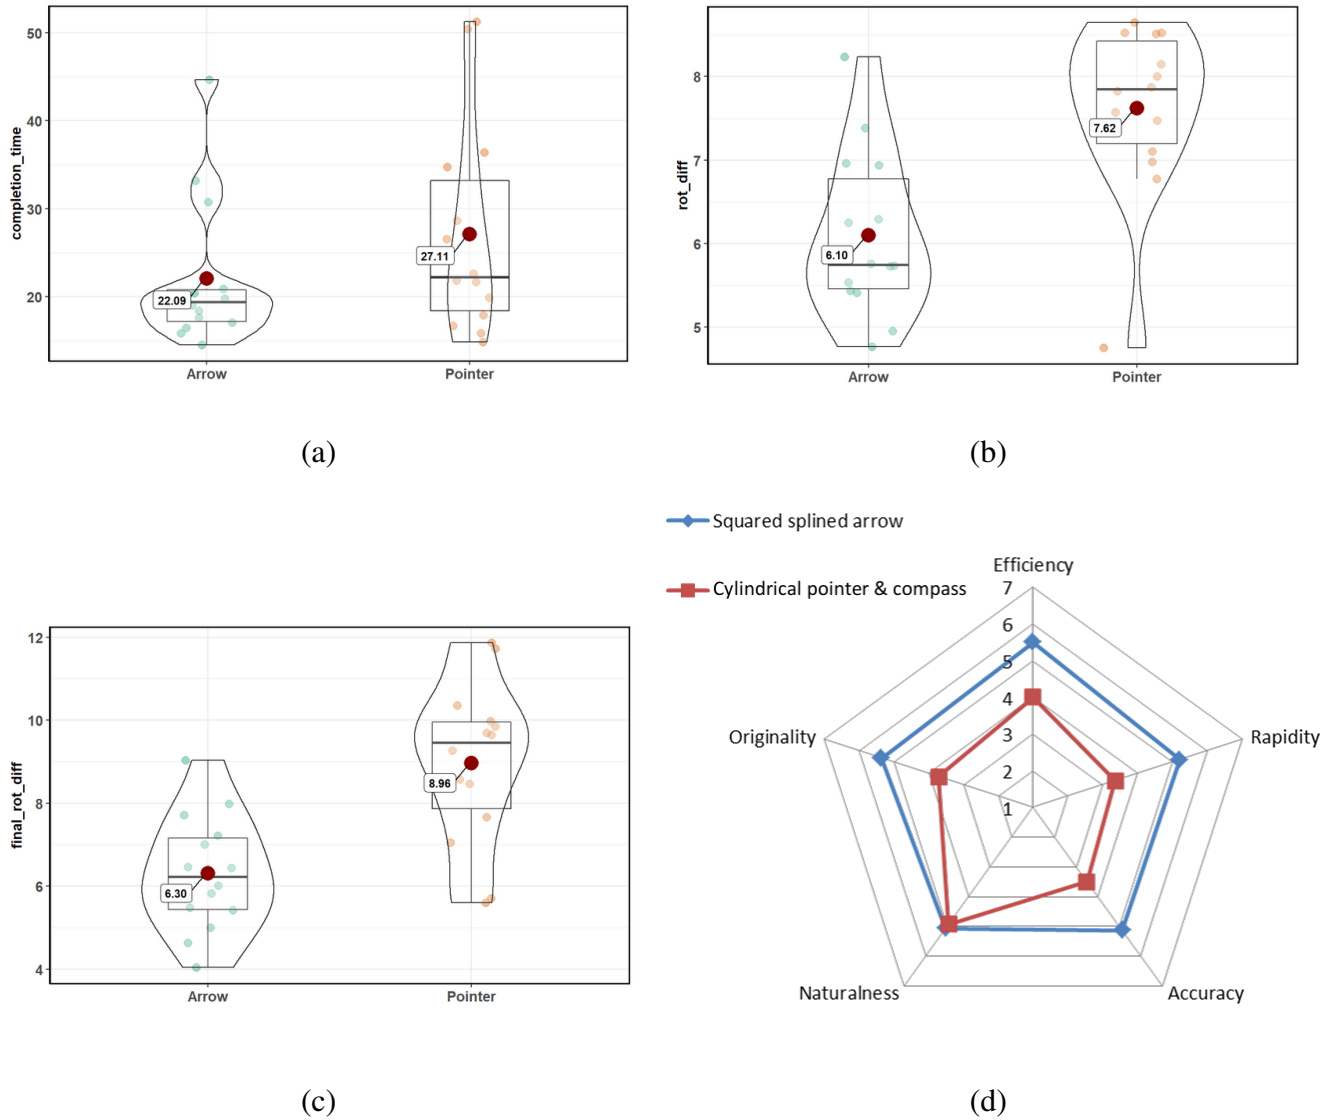 completion_time
50
40
30
20
22.09
27.11
Arrow
Pointer
(a)
rot_diff
8
7
6
5
6.10
7.62
Arrow
Pointer
(b)
final_rot_diff
12
10
8
6
4
6.30
8.96
Arrow
Pointer
(c)
Squared splined arrow
Cylindrical pointer & compass
Efficiency
7
6
5
4
3
2
1
Originality
Rapidity
Naturalness
Accuracy
(d)